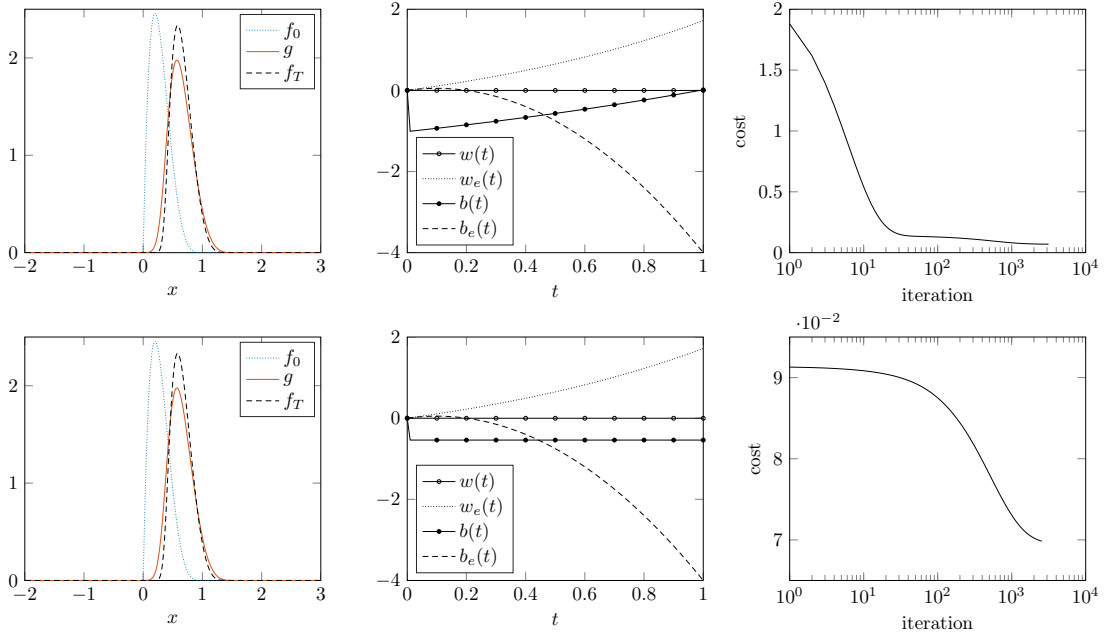 f_0
g
f_T
0
1
2
−2
−1
0
1
2
3
x
w(t)
w_e(t)
b(t)
b_e(t)
2
0
−2
−4
0
0.2
0.4
0.6
0.8
1
t
2
1.5
1
0.5
0
cost
10^0
10^1
10^2
10^3
10^4
iteration
f_0
g
f_T
0
1
2
−2
−1
0
1
2
3
x
w(t)
w_e(t)
b(t)
b_e(t)
2
0
−2
−4
0
0.2
0.4
0.6
0.8
1
t
·10^−2
9
8
7
cost
10^0
10^1
10^2
10^3
10^4
iteration